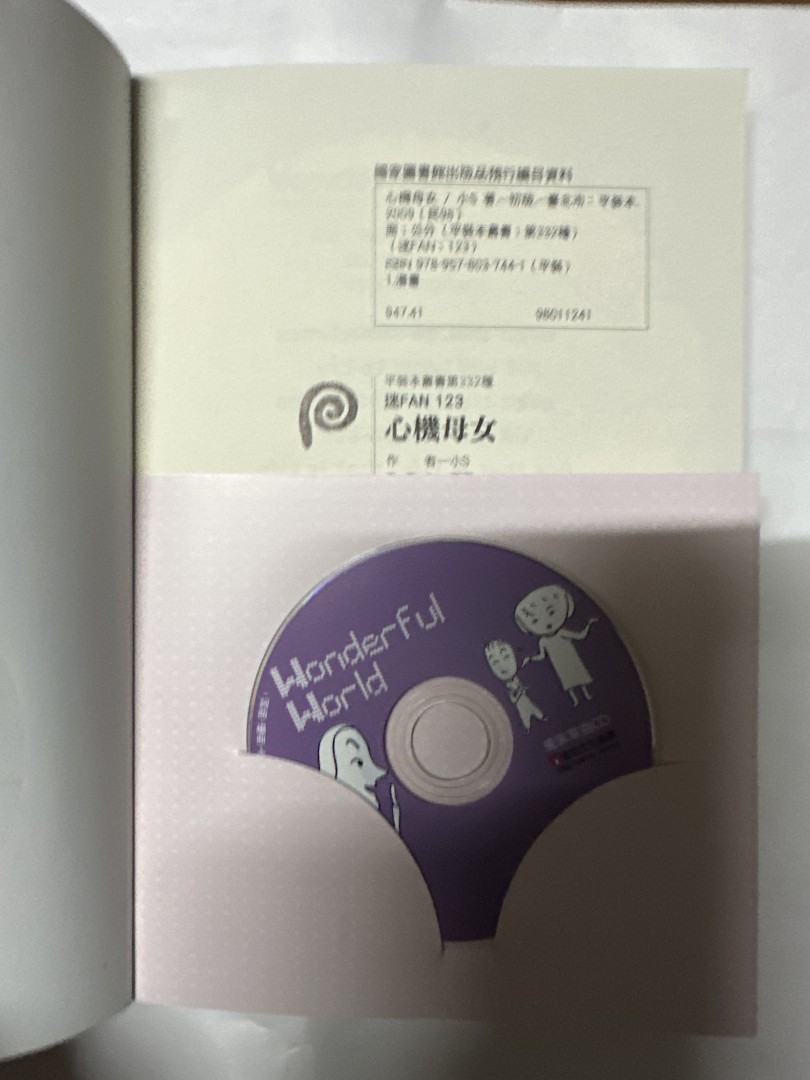 國家圖書館出版品預行編目資料
心機母女 / 小S 著.--初版.--臺北市：平裝本.
2009〔民98〕
面；公分（平裝本叢書；第332種）
（迷FAN；123）
ISBN 978-957-803-744-1（平裝）
1.漫畫
947.41 98011241
平裝本叢書第332種
迷FAN 123
心機母女
作 者—小S
Wonderful
World